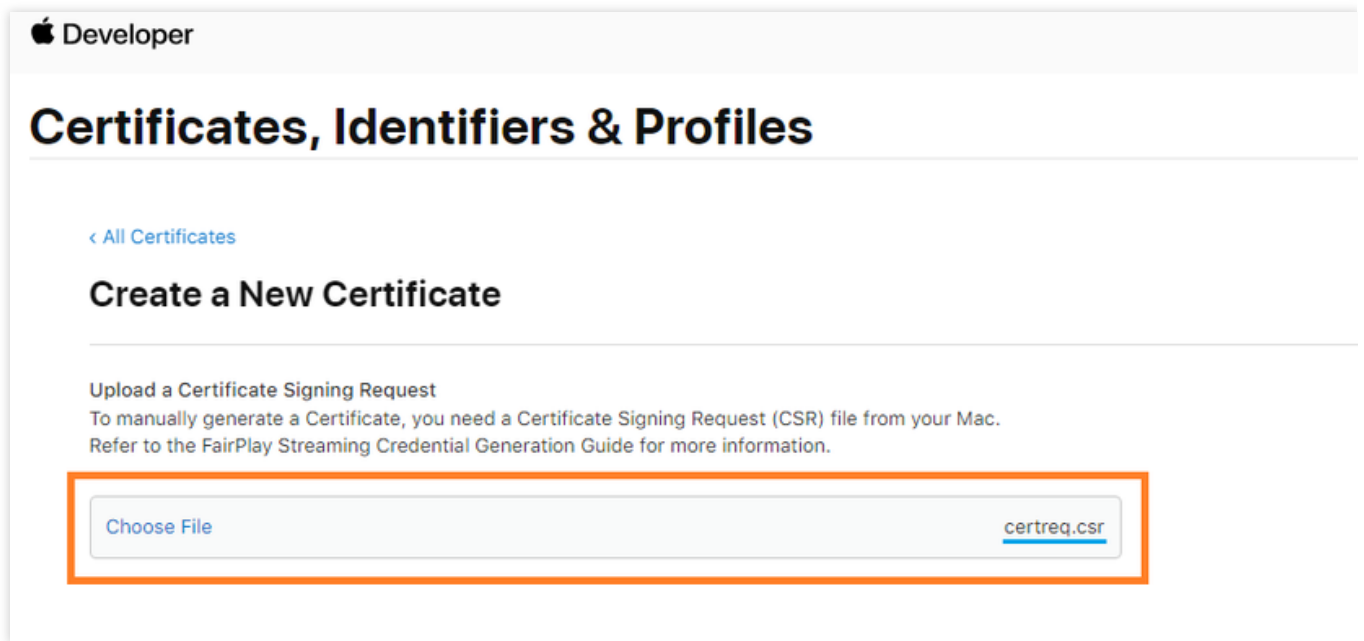 Developer
Certificates, Identifiers & Profiles
‹ All Certificates
Create a New Certificate
Upload a Certificate Signing Request
To manually generate a Certificate, you need a Certificate Signing Request (CSR) file from your Mac.
Refer to the FairPlay Streaming Credential Generation Guide for more information.
Choose File certreq.csr